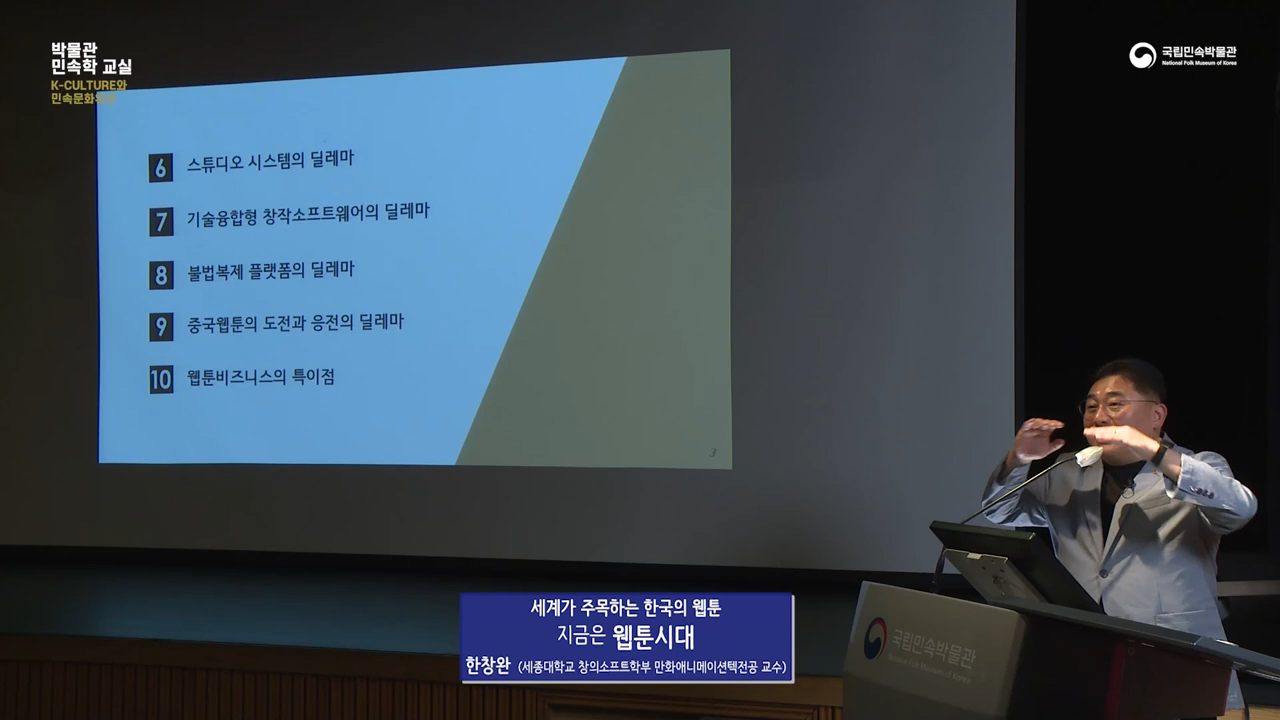 박물관
민속학 교실
K-CULTURE와
민속문화
국립민속박물관
National Folk Museum of Korea
6 스튜디오 시스템의 딜레마
7 기술융합형 창작소프트웨어의 딜레마
8 불법복제 플랫폼의 딜레마
9 중국웹툰의 도전과 응전의 딜레마
10 웹툰비즈니스의 특이점
3
세계가 주목하는 한국의 웹툰
지금은 웹툰시대
한창완 (세종대학교 창의소프트학부 만화애니메이션텍전공 교수)
국립민속박물관
National Folk Museum of Korea